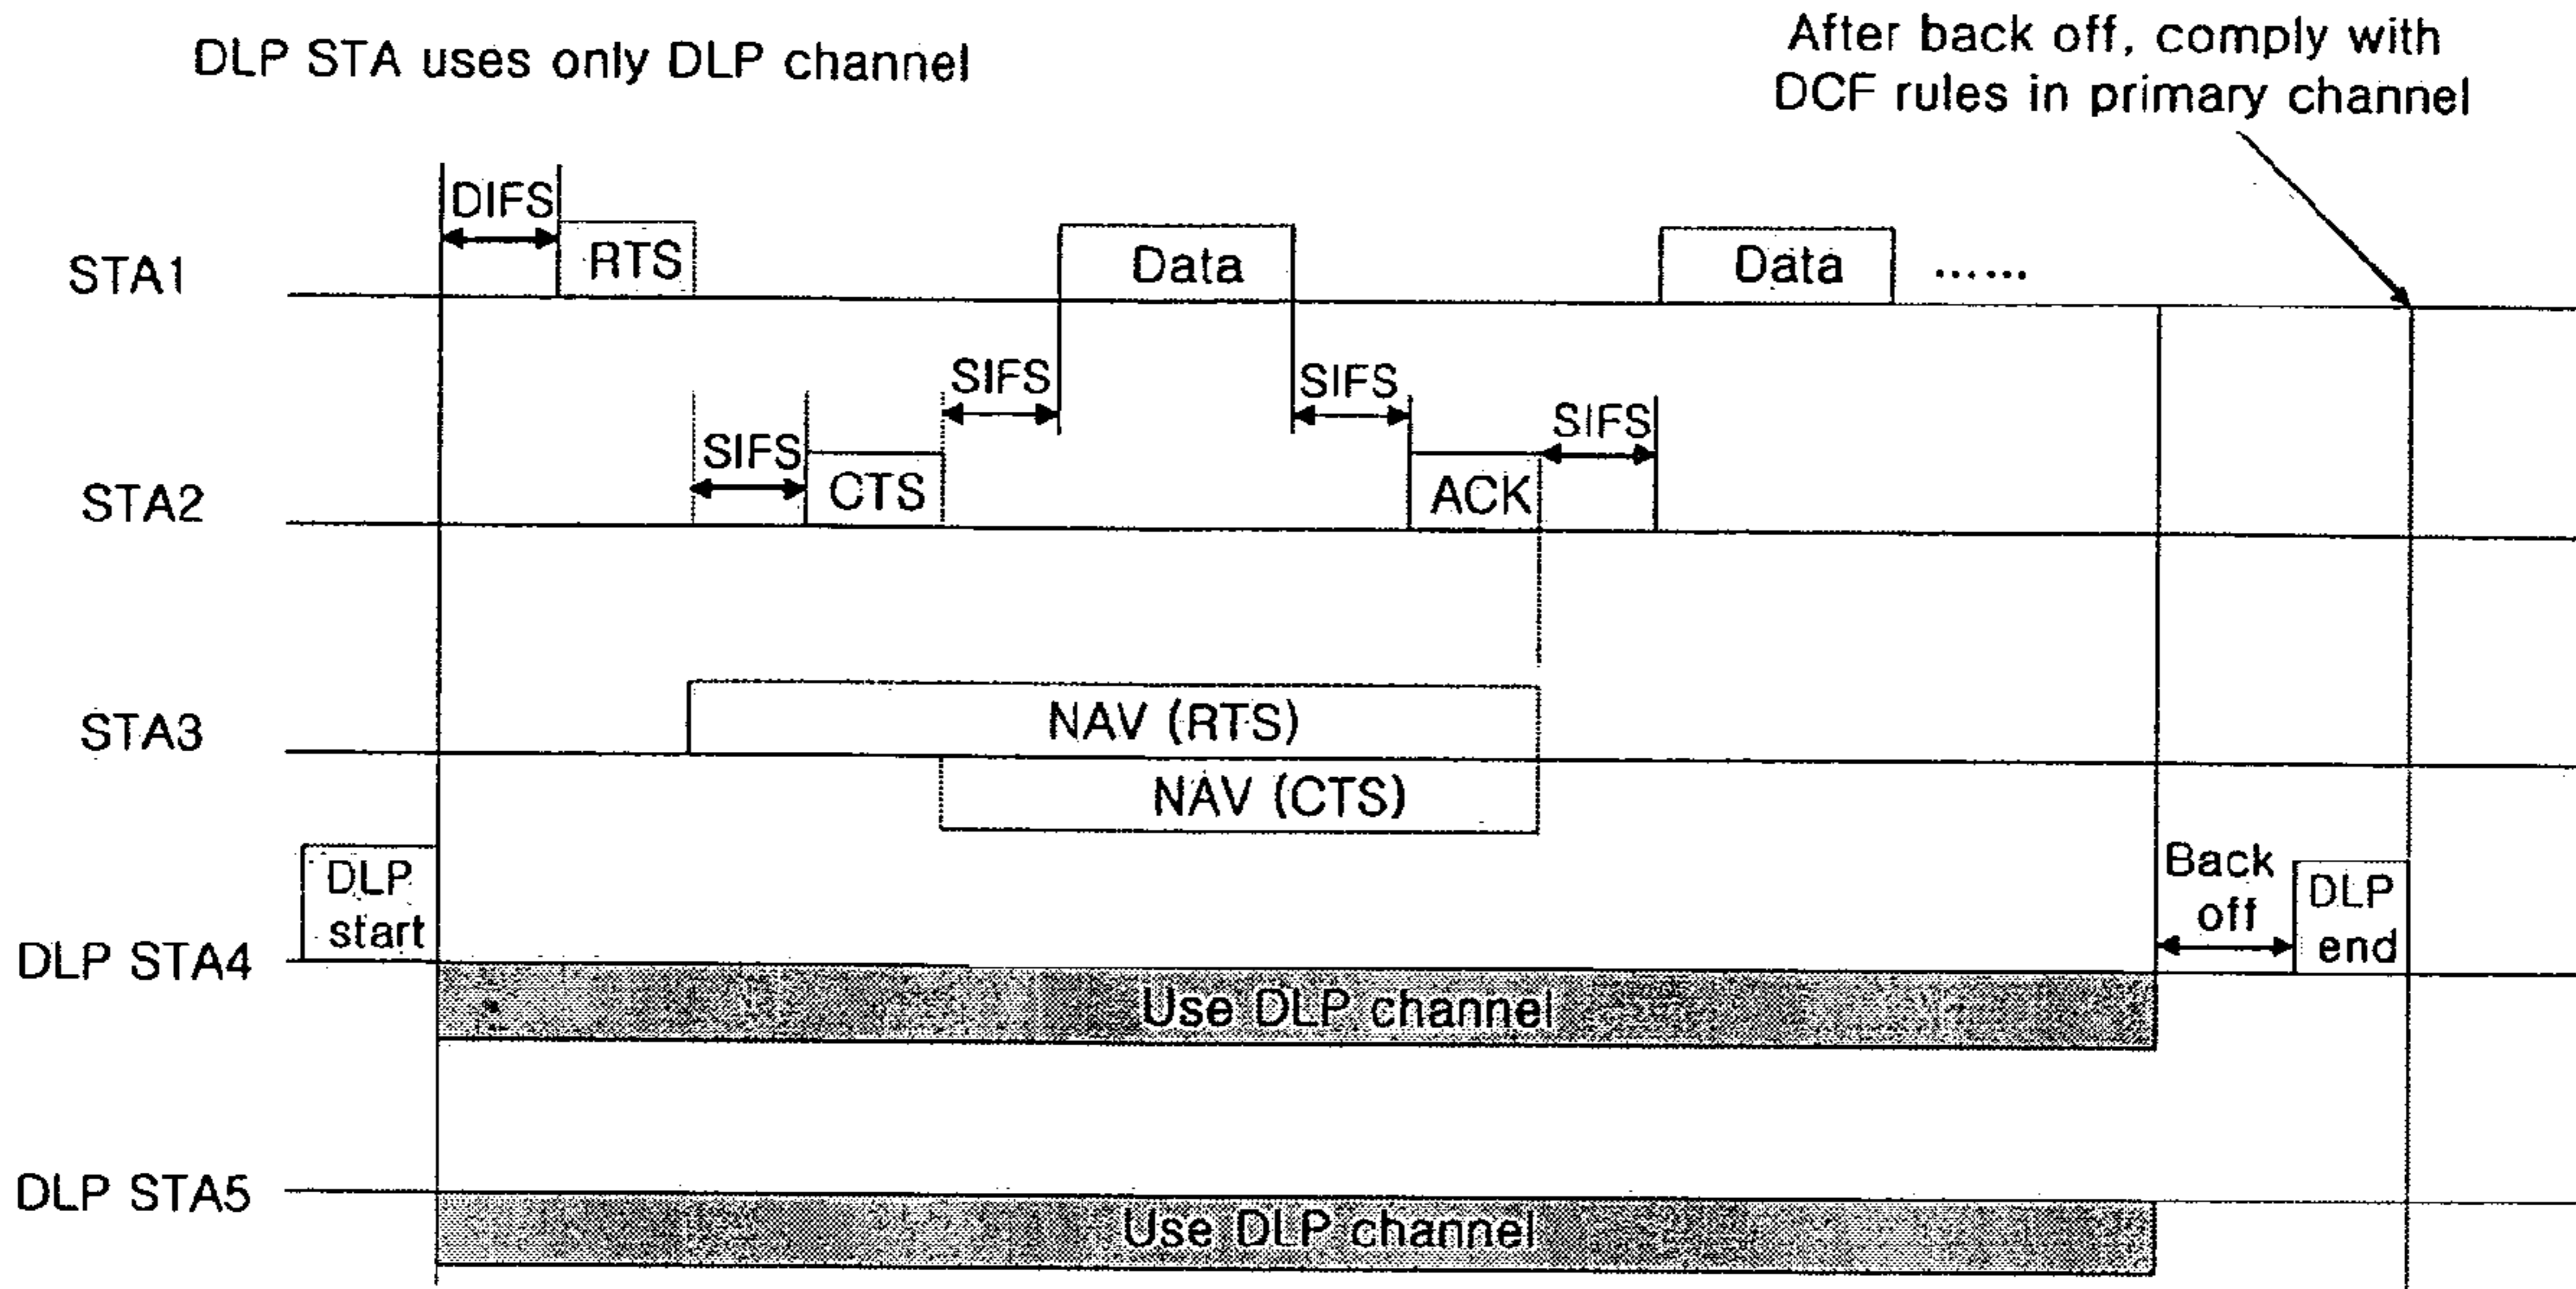 DLP STA uses only DLP channel
After back off, comply with
DCF rules in primary channel
DIFS
RTS
Data
Data
......
STA1
SIFS
SIFS
SIFS
SIFS
CTS
ACK
STA2
NAV (RTS)
STA3
NAV (CTS)
DLP
start
Back
off
DLP
end
DLP STA4
Use DLP channel
DLP STA5
Use DLP channel